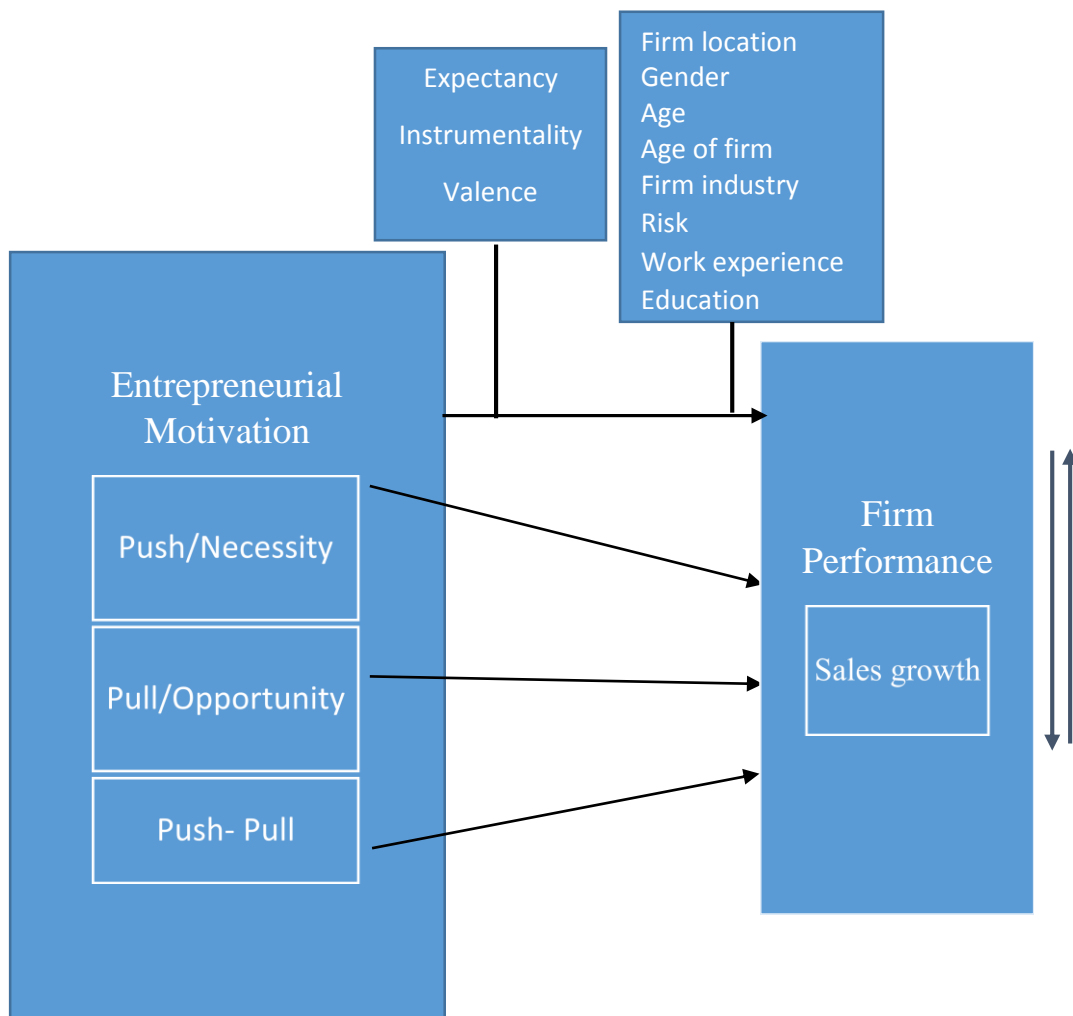 Expectancy
Instrumentality
Valence
Firm location
Gender
Age
Age of firm
Firm industry
Risk
Work experience
Education
Entrepreneurial
Motivation
Push/Necessity
Pull/Opportunity
Push- Pull
Firm
Performance
Sales growth